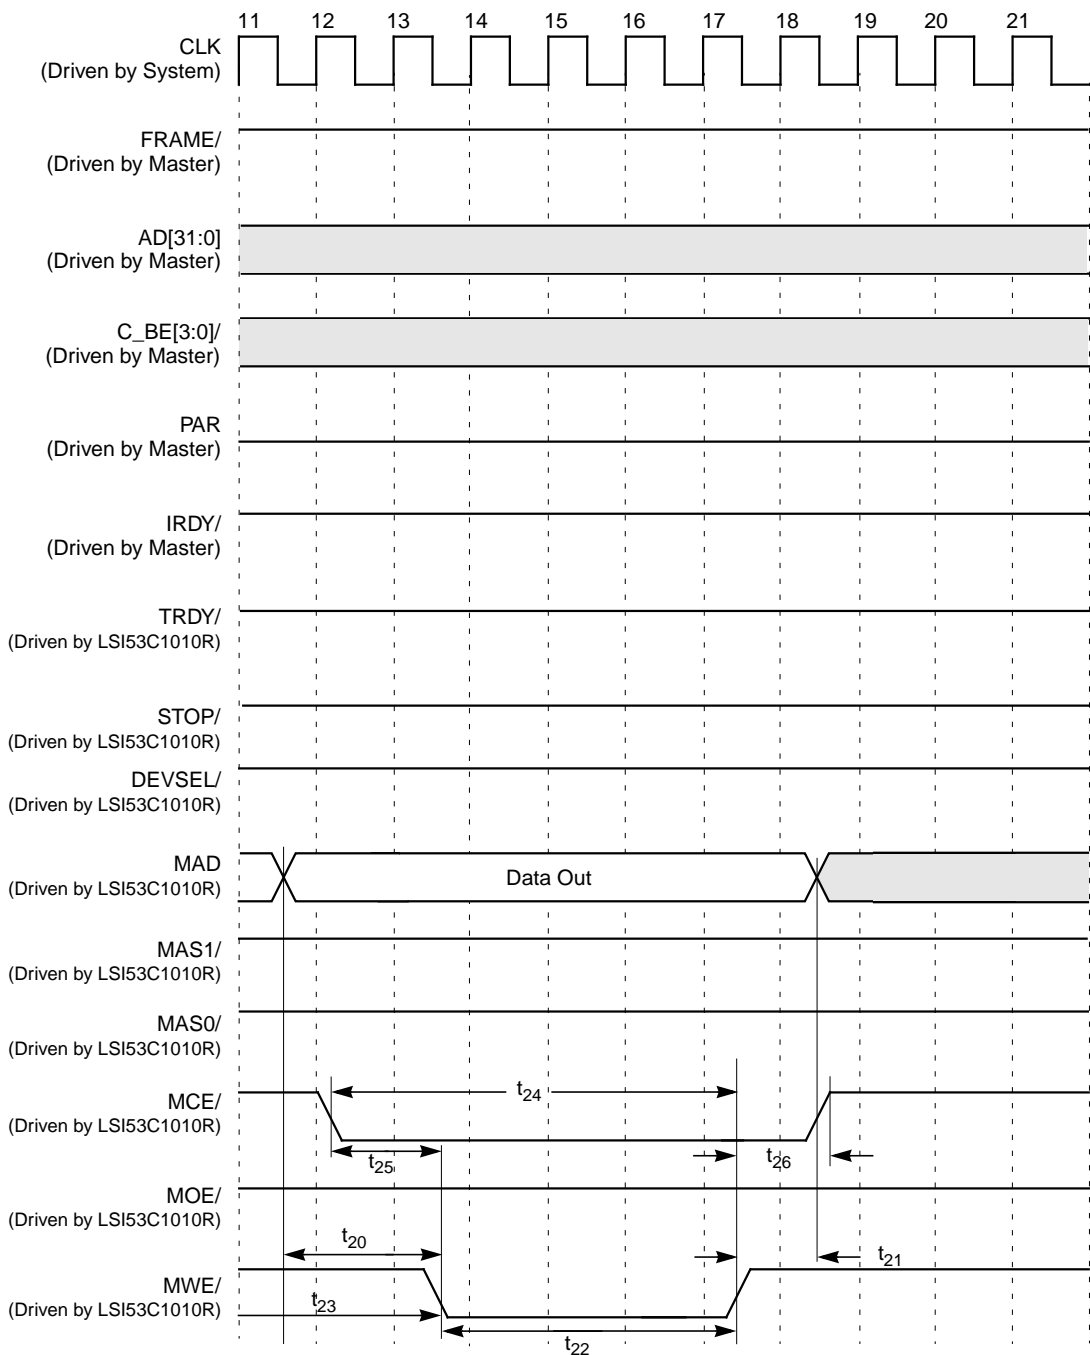 11 12 13 14 15 16 17 18 19 20 21
CLK
(Driven by System)
FRAME/
(Driven by Master)
AD[31:0]
(Driven by Master)
C_BE[3:0]/
(Driven by Master)
PAR
(Driven by Master)
IRDY/
(Driven by Master)
TRDY/
(Driven by LSI53C1010R)
STOP/
(Driven by LSI53C1010R)
DEVSEL/
(Driven by LSI53C1010R)
MAD
(Driven by LSI53C1010R)
Data Out
MAS1/
(Driven by LSI53C1010R)
MAS0/
(Driven by LSI53C1010R)
t24
MCE/
(Driven by LSI53C1010R)
t25
t26
MOE/
(Driven by LSI53C1010R)
t20
t21
MWE/
(Driven by LSI53C1010R)
t23
t22